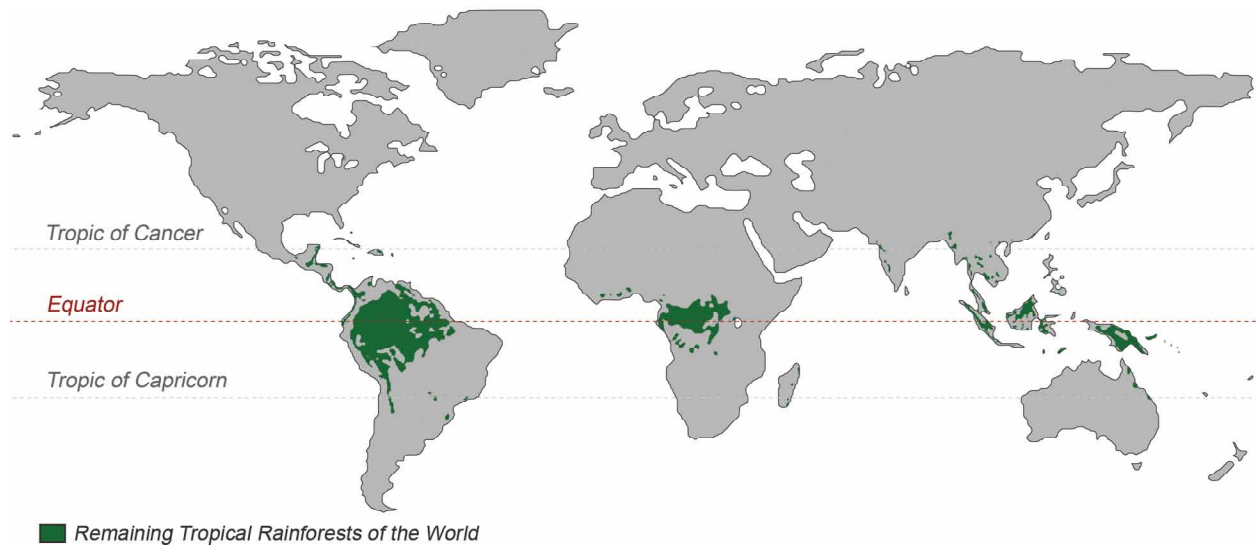 Tropic of Cancer
Equator
Tropic of Capricorn
Remaining Tropical Rainforests of the World